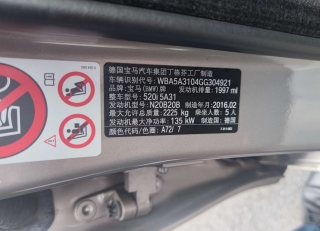 德国宝马汽车集团丁格芬工厂制造
车辆识别代号：WBA5A3104GG304921
品牌：宝马(BMW)牌 发动机排量：1997 ml
型号：520i 5A31
发动机型号：N20B20B 制造年月：2016.02
最大允许总质量：2225 kg 乘坐人数：5人
发动机最大净功率：135 kW 制造国：德国
颜色代码/色圈：A72/ 7